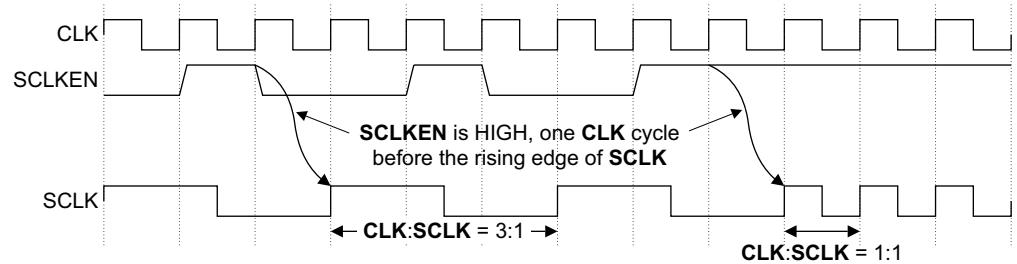 CLK
SCLKEN
SCLKEN is HIGH, one CLK cycle
before the rising edge of SCLK
SCLK
CLK:SCLK = 3:1
CLK:SCLK = 1:1